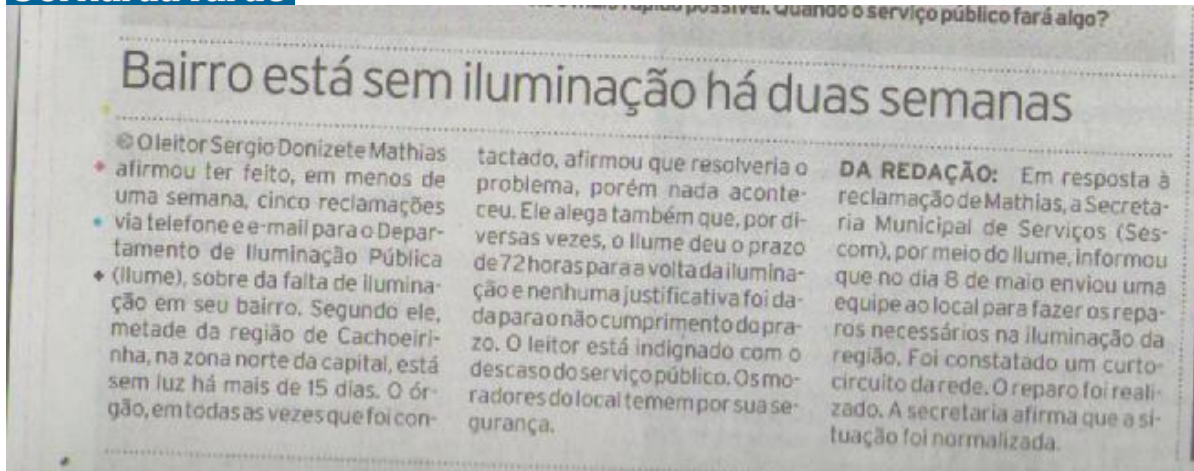 possível. Quando o serviço público fará algo?
Bairro está sem iluminação há duas semanas
O leitor Sergio Donizete Mathias
afirmou ter feito, em menos de
uma semana, cinco reclamações
via telefone e e-mail para o Depar-
tamento de Iluminação Pública
(Ilume), sobre da falta de ilumina-
ção em seu bairro. Segundo ele,
metade da região de Cachoeiri-
nha, na zona norte da capital, está
sem luz há mais de 15 dias. O ór-
gão, em todas as vezes que foi con-
tactado, afirmou que resolveria o
problema, porém nada aconte-
ceu. Ele alega também que, por di-
versas vezes, o Ilume deu o prazo
de 72 horas para a volta da ilumina-
ção e nenhuma justificativa foi da-
da para o não cumprimento do pra-
zo. O leitor está indignado com o
descaso do serviço público. Os mo-
radores do local temem por sua se-
gurança.
DA REDAÇÃO: Em resposta à
reclamação de Mathias, a Secreta-
ria Municipal de Serviços (Ses-
com), por meio do Ilume, informou
que no dia 8 de maio enviou uma
equipe ao local para fazer os repa-
ros necessários na iluminação da
região. Foi constatado um curto-
circuito da rede. O reparo foi reali-
zado. A secretaria afirma que a si-
tuação foi normalizada.